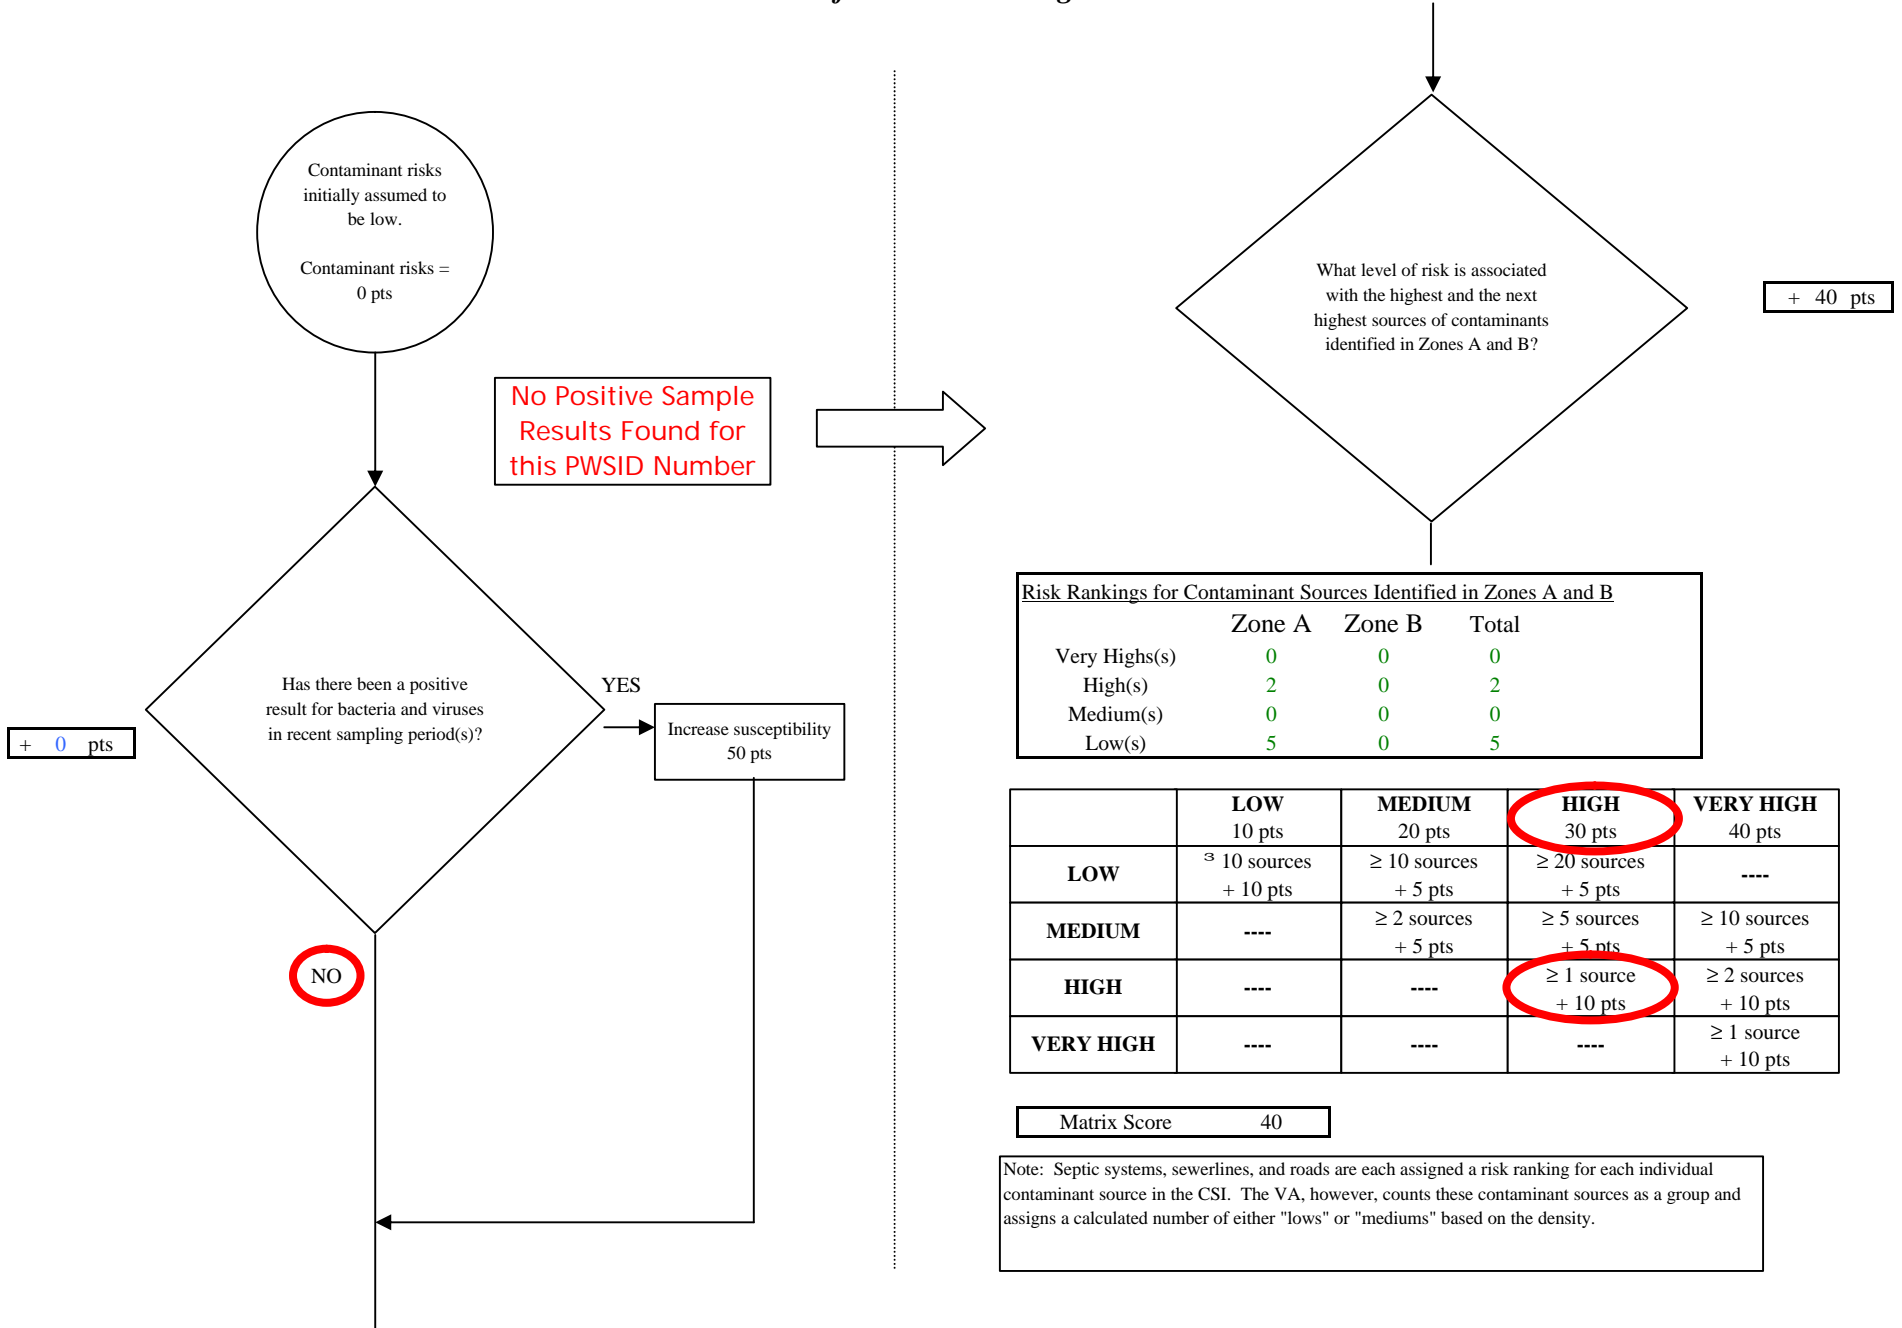 Contaminant risks
initially assumed to
be low.
Contaminant risks =
0 pts
No Positive Sample
Results Found for
this PWSID Number
Has there been a positive
result for bacteria and viruses
in recent sampling period(s)?
+ 0 pts
YES
Increase susceptibility
50 pts
NO
What level of risk is associated
with the highest and the next
highest sources of contaminants
identified in Zones A and B?
+ 40 pts
Risk Rankings for Contaminant Sources Identified in Zones A and B
Zone A Zone B Total
Very Highs(s) 0 0 0
High(s) 2 0 2
Medium(s) 0 0 0
Low(s) 5 0 5
LOW MEDIUM HIGH VERY HIGH
10 pts 20 pts 30 pts 40 pts
LOW ³ 10 sources ≥ 10 sources ≥ 20 sources ----
+ 10 pts + 5 pts + 5 pts
MEDIUM ---- ≥ 2 sources ≥ 5 sources ≥ 10 sources
+ 5 pts + 5 pts + 5 pts
HIGH ---- ---- ≥ 1 source ≥ 2 sources
+ 10 pts + 10 pts
VERY HIGH ---- ---- ---- ≥ 1 source
+ 10 pts
Matrix Score 40
Note: Septic systems, sewerlines, and roads are each assigned a risk ranking for each individual
contaminant source in the CSI. The VA, however, counts these contaminant sources as a group and
assigns a calculated number of either "lows" or "mediums" based on the density.